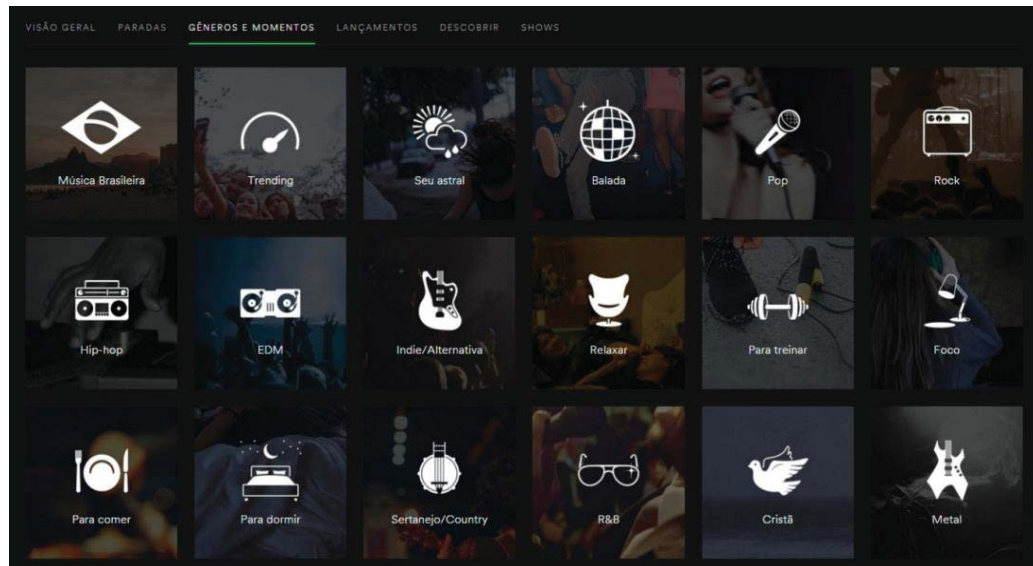 VISÃO GERAL PARADAS GÊNEROS E MOMENTOS LANÇAMENTOS DESCOBRIR SHOWS
Música Brasileira Trending Seu astral Balada Pop Rock
Hip-hop EDM Indie/Alternativa Relaxar Para treinar Foco
Para comer Para dormir Sertanejo/Country R&B Cristã Metal